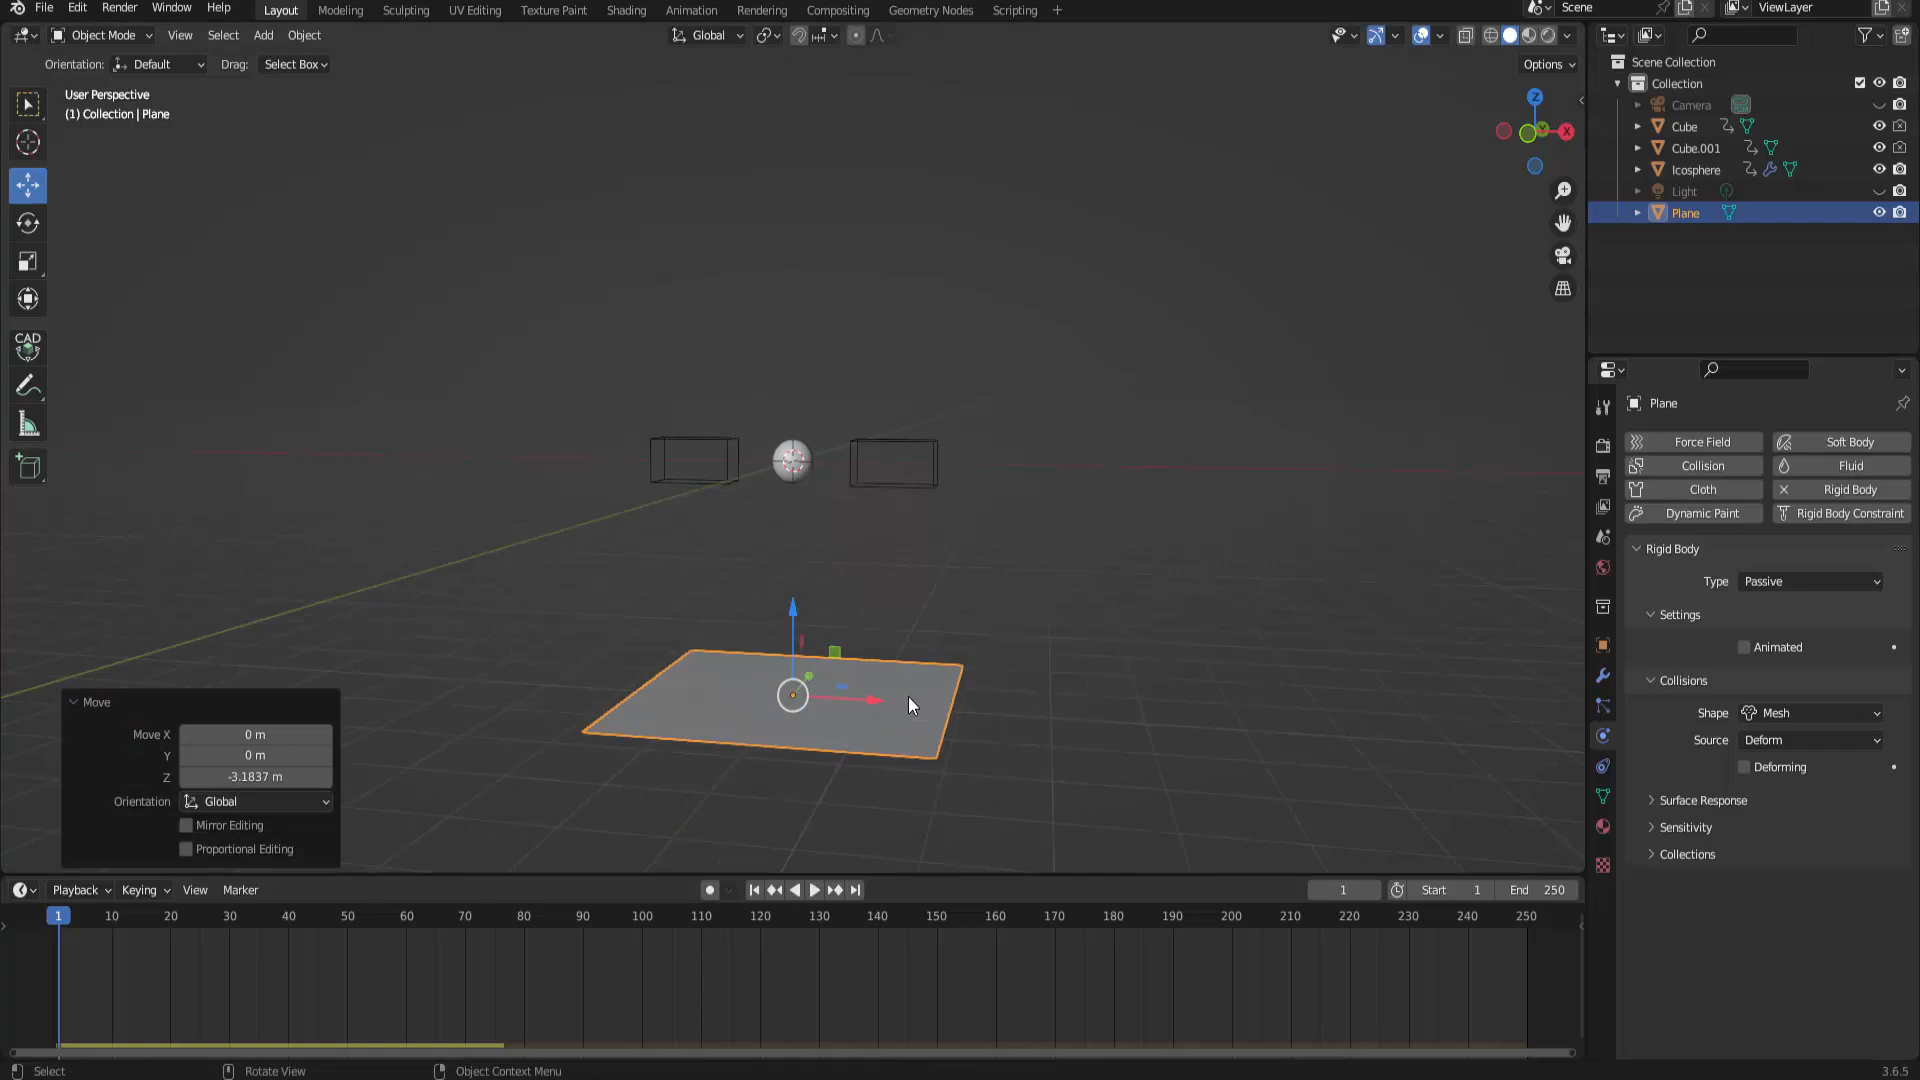 File Edit Render Window Help Layout Modeling Sculpting UV Editing Texture Paint Shading Animation Rendering Compositing Geometry Nodes Scripting Scene ViewLayer
Object Mode View Select Add Object Global
Orientation: Default Drag: Select Box Options
User Perspective
(1) Collection | Plane
Z
Y
X
CAD
Scene Collection
Collection
Camera
Cube
Cube.001
Icosphere
Light
Plane
Plane
Force Field Soft Body
Collision Fluid
Cloth Rigid Body
Dynamic Paint Rigid Body Constraint
Rigid Body
Type Passive
Settings
Animated
Collisions
Shape Mesh
Source Deform
Deforming
Surface Response
Sensitivity
Collections
Move
Move X 0 m
Y 0 m
Z -3.1837 m
Orientation Global
Mirror Editing
Proportional Editing
Playback Keying View Marker 1 Start 1 End 250
1 10 20 30 40 50 60 70 80 90 100 110 120 130 140 150 160 170 180 190 200 210 220 230 240 250
Select Rotate View Object Context Menu 3.6.5